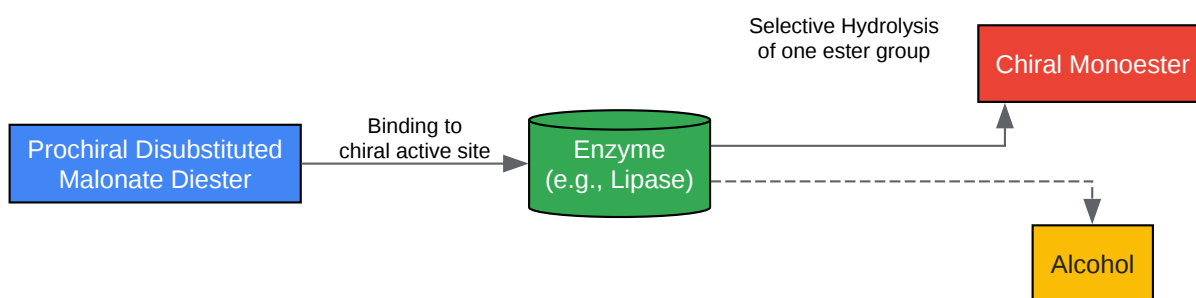 Prochiral Disubstituted
Malonate Diester
Binding to
chiral active site
Enzyme
(e.g., Lipase)
Selective Hydrolysis
of one ester group
Chiral Monoester
Alcohol